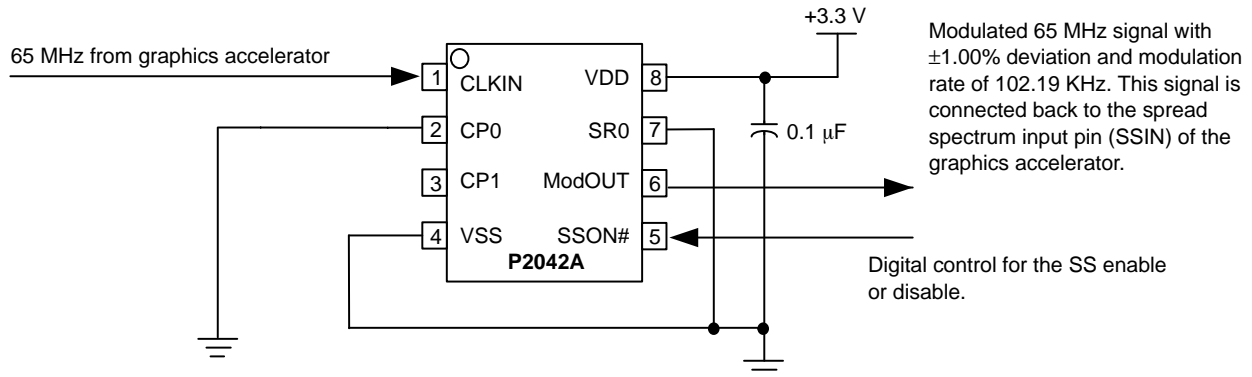 +3.3 V
65 MHz from graphics accelerator
Modulated 65 MHz signal with
±1.00% deviation and modulation
rate of 102.19 KHz. This signal is
connected back to the spread
spectrum input pin (SSIN) of the
graphics accelerator.
1 CLKIN VDD 8
2 CP0 SR0 7
0.1 μF
3 CP1 ModOUT 6
4 VSS SSON# 5
P2042A
Digital control for the SS enable
or disable.